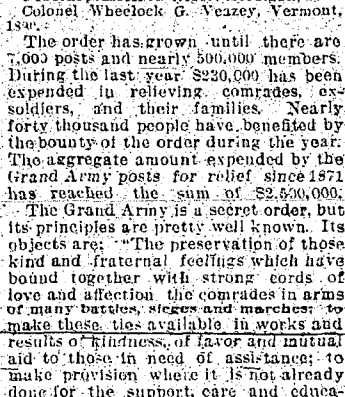 Colonel Wheelock G. Veazey, Vermont,
The order has grown until there are
7,000 posts and nearly 500,000 members.
During the last year $230,000 has been
expended in relieving comrades, ex-
soldiers, and their families. Nearly
forty thousand people have benefited by
the bounty of the order during the year.
The aggregate amount expended by the
Grand Army posts for relief since 1871
has reached the sum of $2,500,000.
The Grand Army is a secret order, but
its principles are pretty well known. Its
objects are: "The preservation of those
kind and fraternal feelings which have
bound together with strong cords of
love and affection the comrades in arms
of many battles, sieges and marches; to
make these ties available in works and
results of kindness, of favor and mutual
aid to those in need of assistance; to
make provision where it is not already
done for the support, care and educa-